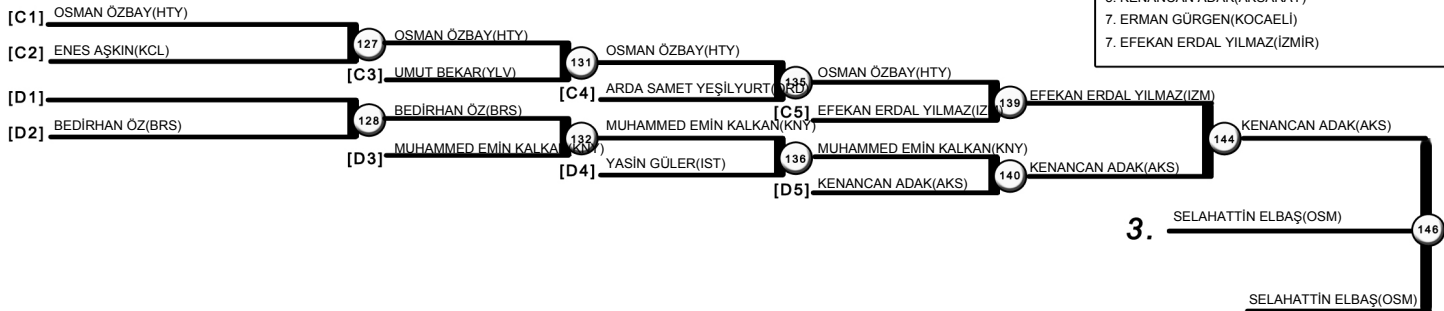 7. ERMAN GÜRGEN(KOCAELİ)
7. EFEKAN ERDAL YILMAZ(İZMİR)
[C1] OSMAN ÖZBAY(HTY)
[C2] ENES AŞKIN(KCL)
127
OSMAN ÖZBAY(HTY)
[C3] UMUT BEKAR(YLV)
131
OSMAN ÖZBAY(HTY)
[C4] ARDA SAMET YEŞİLYURT(ORD)
135
OSMAN ÖZBAY(HTY)
[C5] EFEKAN ERDAL YILMAZ(IZM)
139
EFEKAN ERDAL YILMAZ(IZM)
[D1]
[D2] BEDİRHAN ÖZ(BRS)
128
BEDİRHAN ÖZ(BRS)
[D3] MUHAMMED EMİN KALKAN(KNY)
132
MUHAMMED EMİN KALKAN(KNY)
[D4] YASİN GÜLER(IST)
136
MUHAMMED EMİN KALKAN(KNY)
[D5] KENANCAN ADAK(AKS)
140
KENANCAN ADAK(AKS)
144
KENANCAN ADAK(AKS)
3. SELAHATTİN ELBAŞ(OSM)
146
SELAHATTİN ELBAŞ(OSM)